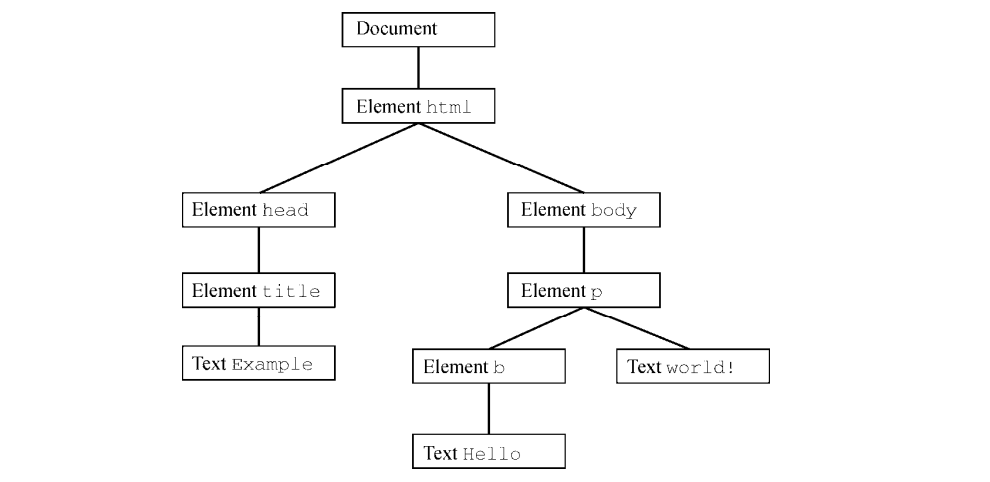 Document
Element html
Element head
Element body
Element title
Element p
Text Example
Element b
Text world!
Text Hello